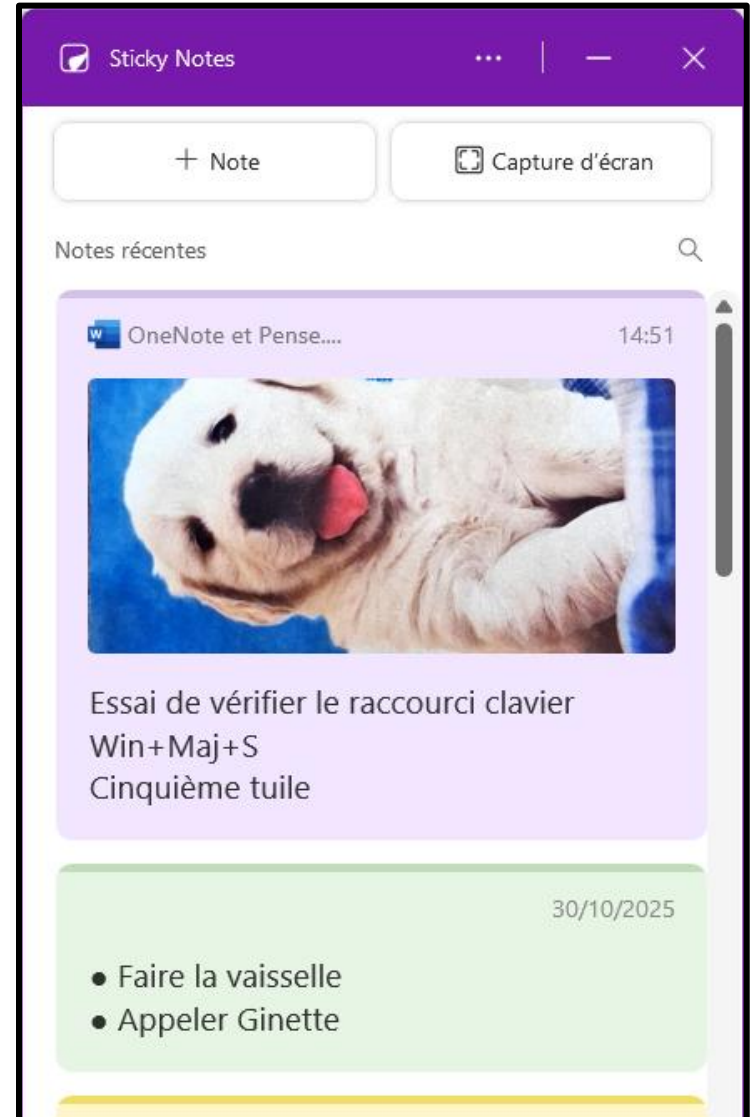 Sticky Notes
+ Note
Capture d'écran
Notes récentes
OneNote et Pense....
14:51
Essai de vérifier le raccourci clavier
Win+Maj+S
Cinquième tuile
30/10/2025
● Faire la vaisselle
● Appeler Ginette